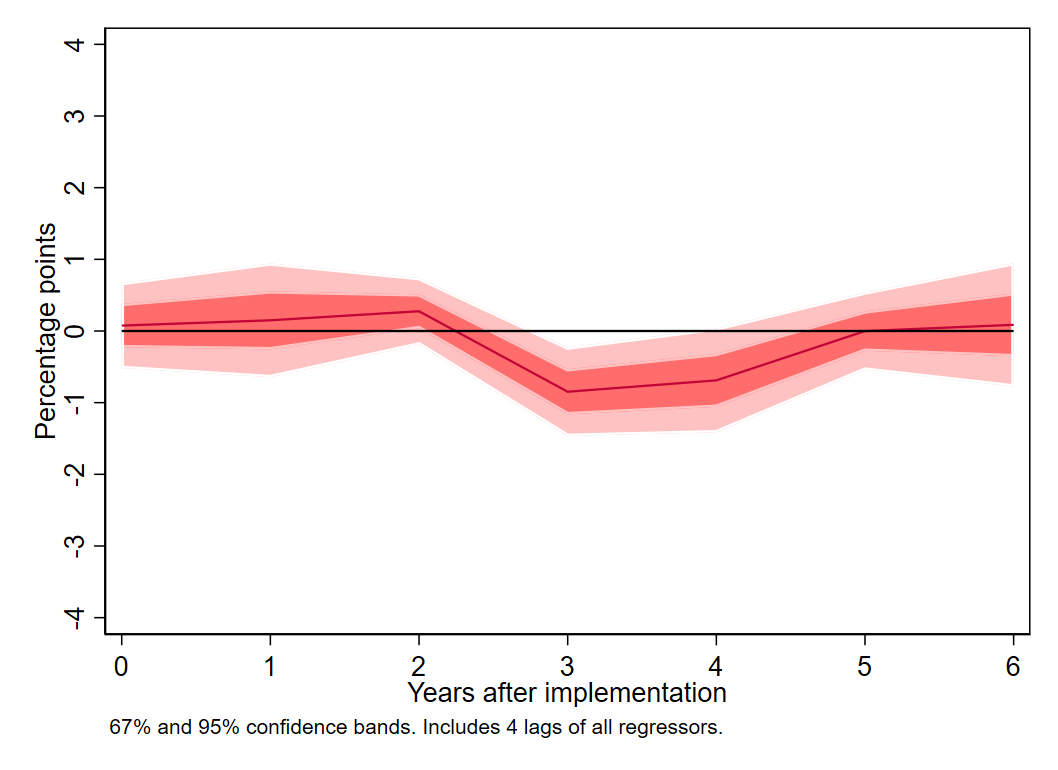 4
3
2
1
0
-1
-2
-3
-4
Percentage points
0 1 2 3 4 5 6
Years after implementation
67% and 95% confidence bands. Includes 4 lags of all regressors.